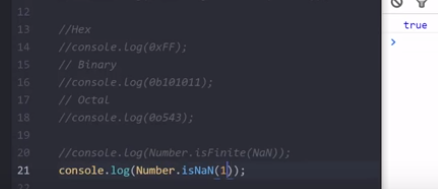 12
13 //Hex
14 //console.log(0xFF);
15 // Binary
16 //console.log(0b101011);
17 // Octal
18 //console.log(0o543);
19
20 //console.log(Number.isFinite(NaN));
21 console.log(Number.isNaN(1));
true
>